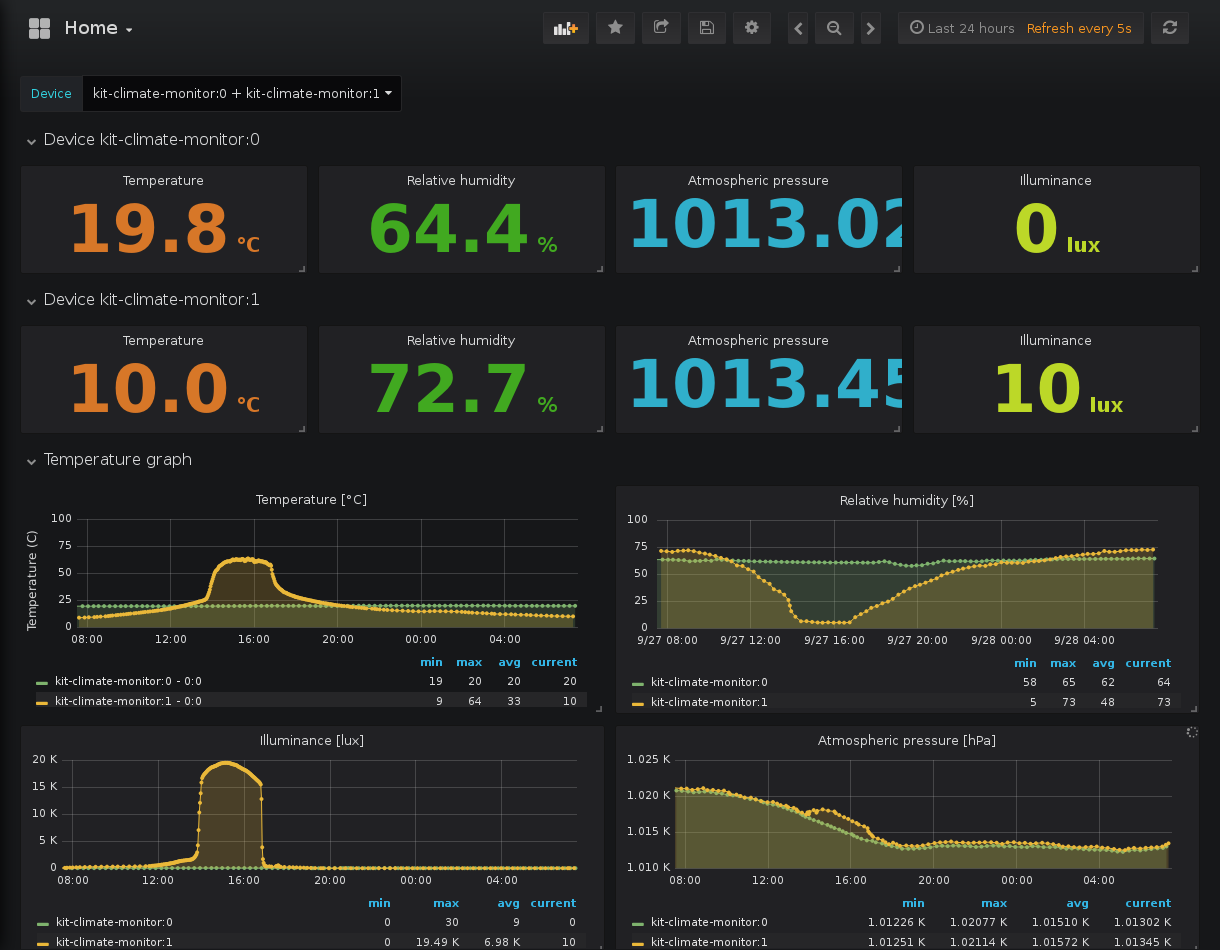 Home
Last 24 hours Refresh every 5s
Device kit-climate-monitor:0 + kit-climate-monitor:1
Device kit-climate-monitor:0
Temperature Relative humidity Atmospheric pressure Illuminance
19.8 °C 64.4 % 1013.02 0 lux
Device kit-climate-monitor:1
Temperature Relative humidity Atmospheric pressure Illuminance
10.0 °C 72.7 % 1013.45 10 lux
Temperature graph
Temperature [°C]
Temperature (C)
100
75
50
25
0
08:00 12:00 16:00 20:00 00:00 04:00
min max avg current
kit-climate-monitor:0 - 0:0 19 20 20 20
kit-climate-monitor:1 - 0:0 9 64 33 10
Relative humidity [%]
100
75
50
25
0
9/27 08:00 9/27 12:00 9/27 16:00 9/27 20:00 9/28 00:00 9/28 04:00
min max avg current
kit-climate-monitor:0 58 65 62 64
kit-climate-monitor:1 5 73 48 73
Illuminance [lux]
20 K
15 K
10 K
5 K
0
08:00 12:00 16:00 20:00 00:00 04:00
min max avg current
kit-climate-monitor:0 0 30 9 0
kit-climate-monitor:1 0 19.49 K 6.98 K 10
Atmospheric pressure [hPa]
1.025 K
1.020 K
1.015 K
1.010 K
08:00 12:00 16:00 20:00 00:00 04:00
min max avg current
kit-climate-monitor:0 1.01226 K 1.02077 K 1.01510 K 1.01302 K
kit-climate-monitor:1 1.01251 K 1.02114 K 1.01572 K 1.01345 K